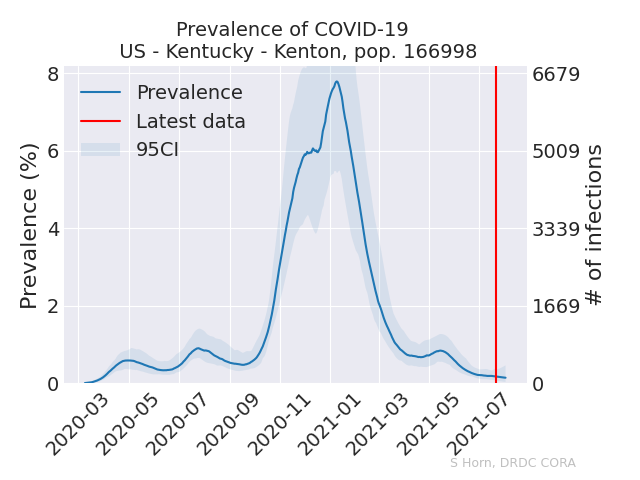 Prevalence of COVID-19
US - Kentucky - Kenton, pop. 166998
Prevalence (%)
8
6
4
2
0
Prevalence
Latest data
95CI
6679
5009
3339
1669
0
# of infections
2020-03
2020-05
2020-07
2020-09
2020-11
2021-01
2021-03
2021-05
2021-07
S Horn, DRDC CORA